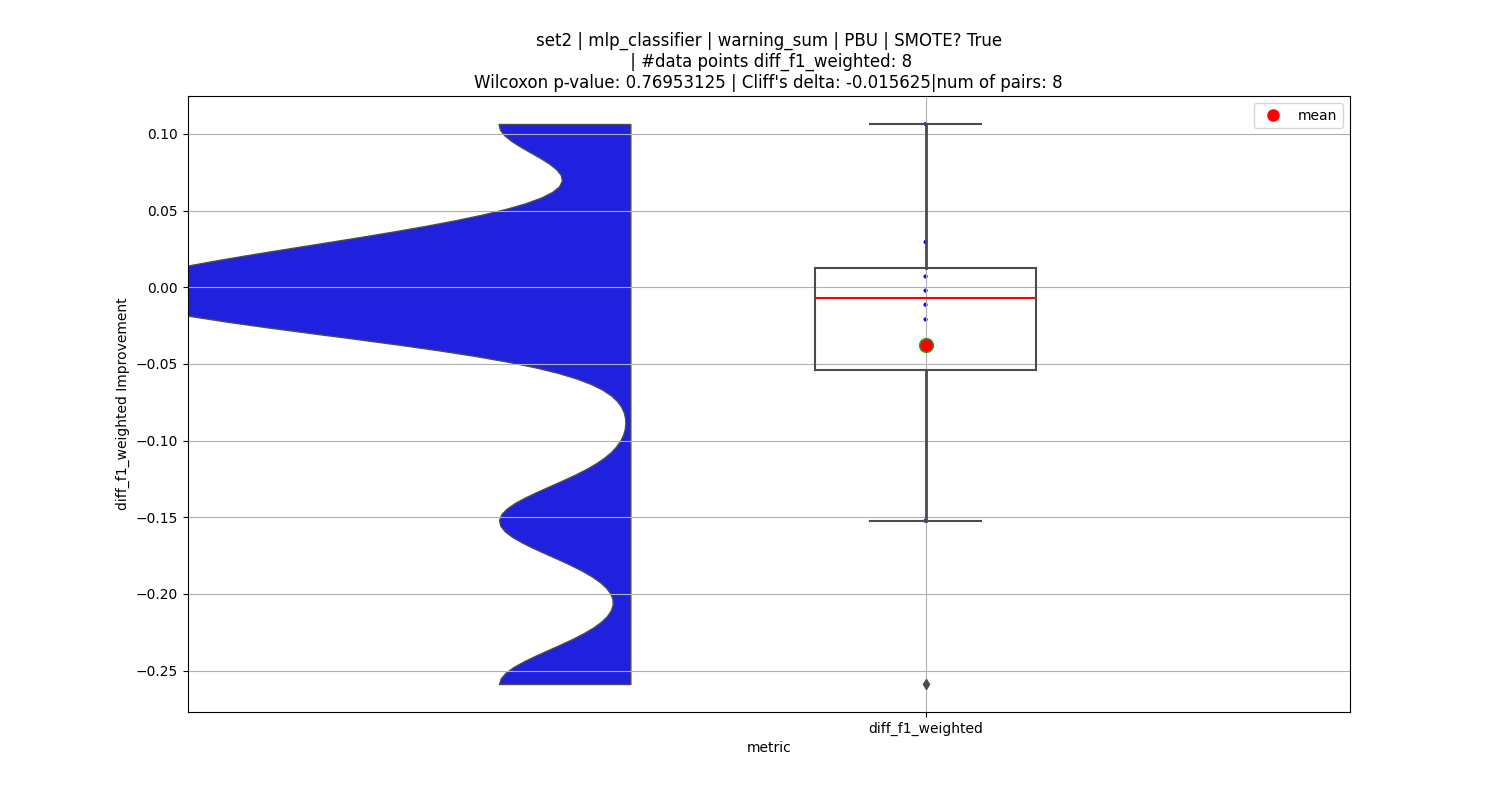 set2 | mlp_classifier | warning_sum | PBU | SMOTE? True
| #data points diff_f1_weighted: 8
Wilcoxon p-value: 0.76953125 | Cliff's delta: -0.015625|num of pairs: 8
mean
0.10
0.05
0.00
−0.05
−0.10
−0.15
−0.20
−0.25
diff_f1_weighted Improvement
diff_f1_weighted
metric